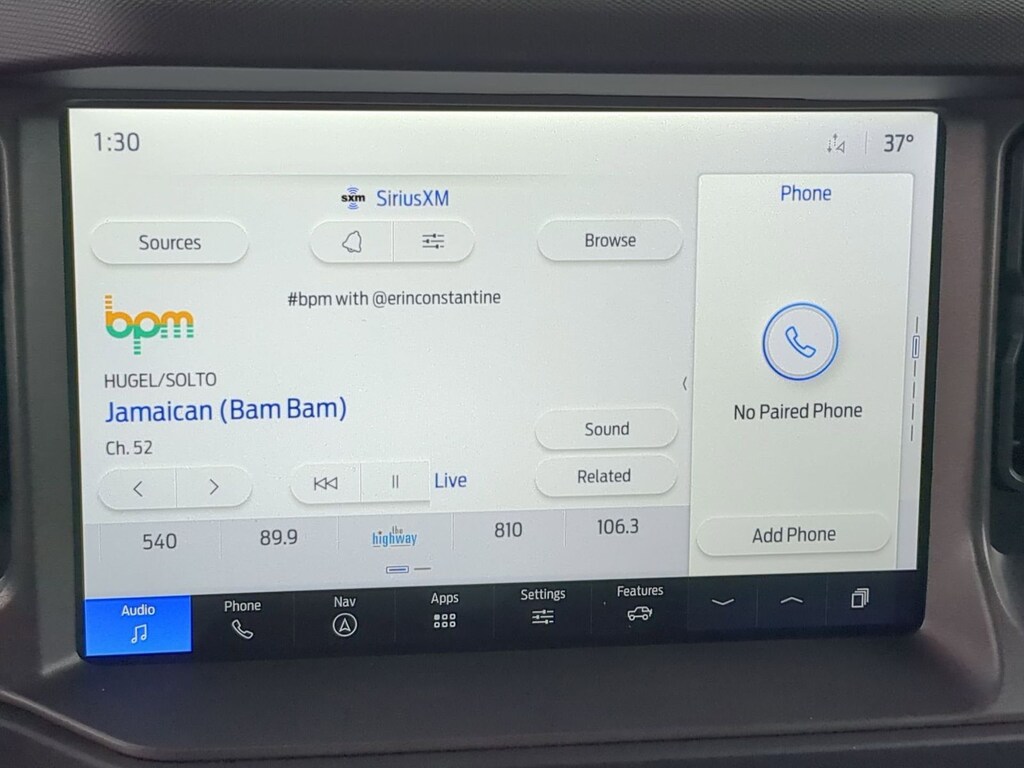 1:30
37°
sxm SiriusXM
Phone
Sources
Browse
#bpm with @erinconstantine
bpm
HUGEL/SOLTO
Jamaican (Bam Bam)
Ch. 52
No Paired Phone
Sound
Live
Related
540
89.9
the highway
810
106.3
Add Phone
Audio
Phone
Nav
Apps
Settings
Features